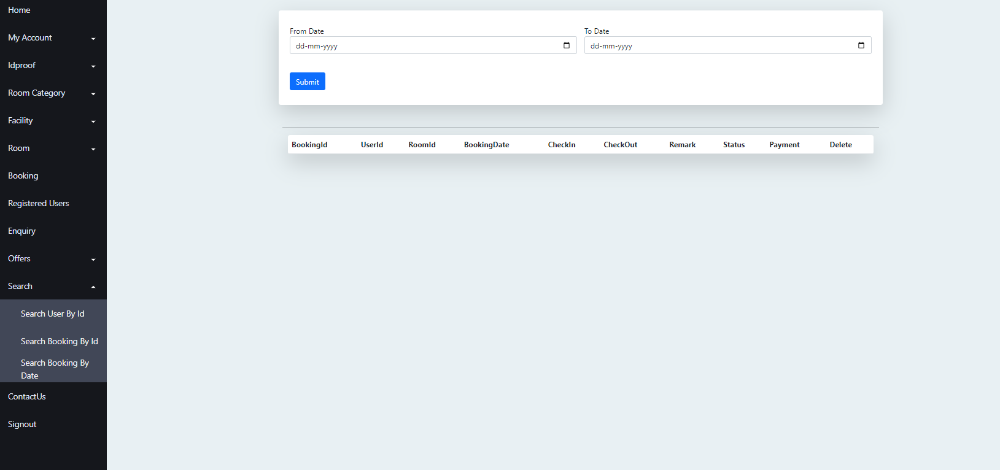 Home
My Account
Idproof
Room Category
Facility
Room
Booking
Registered Users
Enquiry
Offers
Search
Search User By Id
Search Booking By Id
Search Booking By
Date
ContactUs
Signout
From Date
To Date
dd-mm-yyyy
dd-mm-yyyy
Submit
BookingId UserId RoomId BookingDate CheckIn CheckOut Remark Status Payment Delete